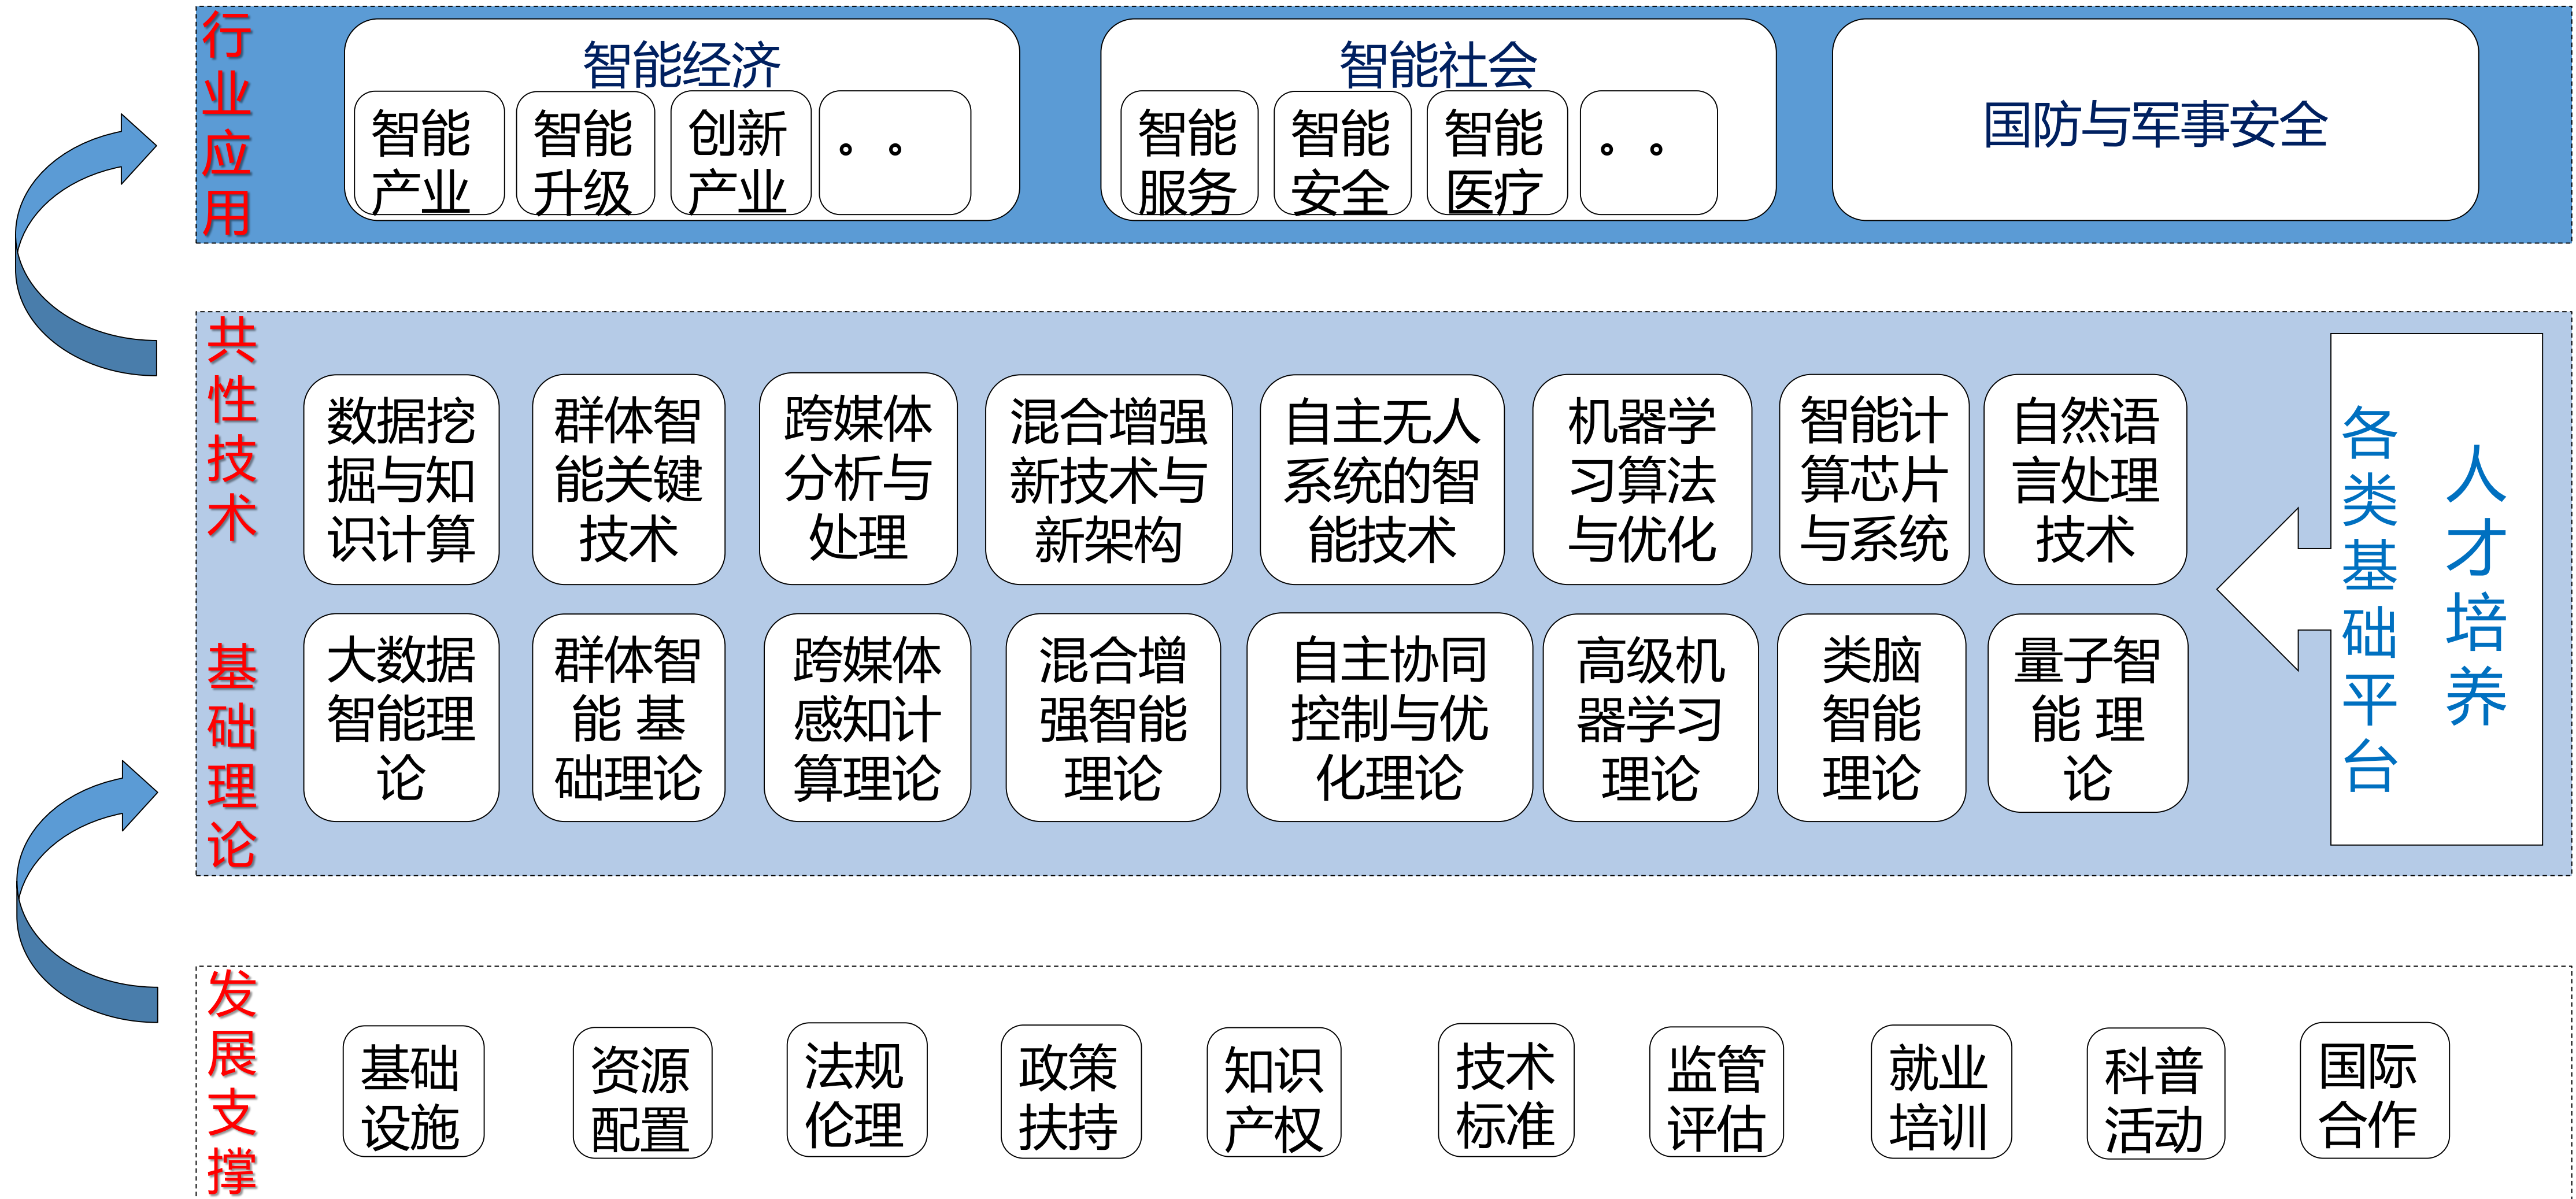 行业应用
智能经济
智能
产业
智能
升级
创新
产业
。。
智能社会
智能
服务
智能
安全
智能
医疗
。。
国防与军事安全
共性技术
数据挖
掘与知
识计算
群体智
能关键
技术
跨媒体
分析与
处理
混合增强
新技术与
新架构
自主无人
系统的智
能技术
机器学
习算法
与优化
智能计
算芯片
与系统
自然语
言处理
技术
基础理论
大数据
智能理
论
群体智
能 基
础理论
跨媒体
感知计
算理论
混合增
强智能
理论
自主协同
控制与优
化理论
高级机
器学习
理论
类脑
智能
理论
量子智
能 理
论
各类基础平台
人才培养
发展支撑
基础
设施
资源
配置
法规
伦理
政策
扶持
知识
产权
技术
标准
监管
评估
就业
培训
科普
活动
国际
合作